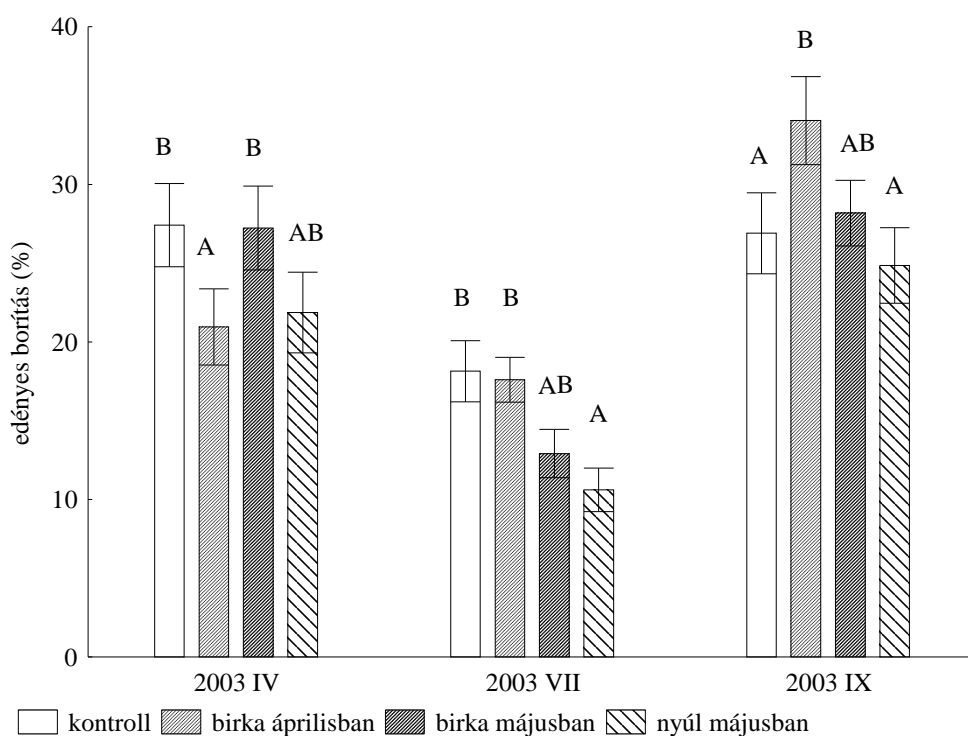 edényes borítás (%)
40
30
20
10
0
B
A
B
AB
B
B
AB
A
A
B
AB
A
2003 IV
2003 VII
2003 IX
kontroll birka áprilisban birka májusban nyúl májusban